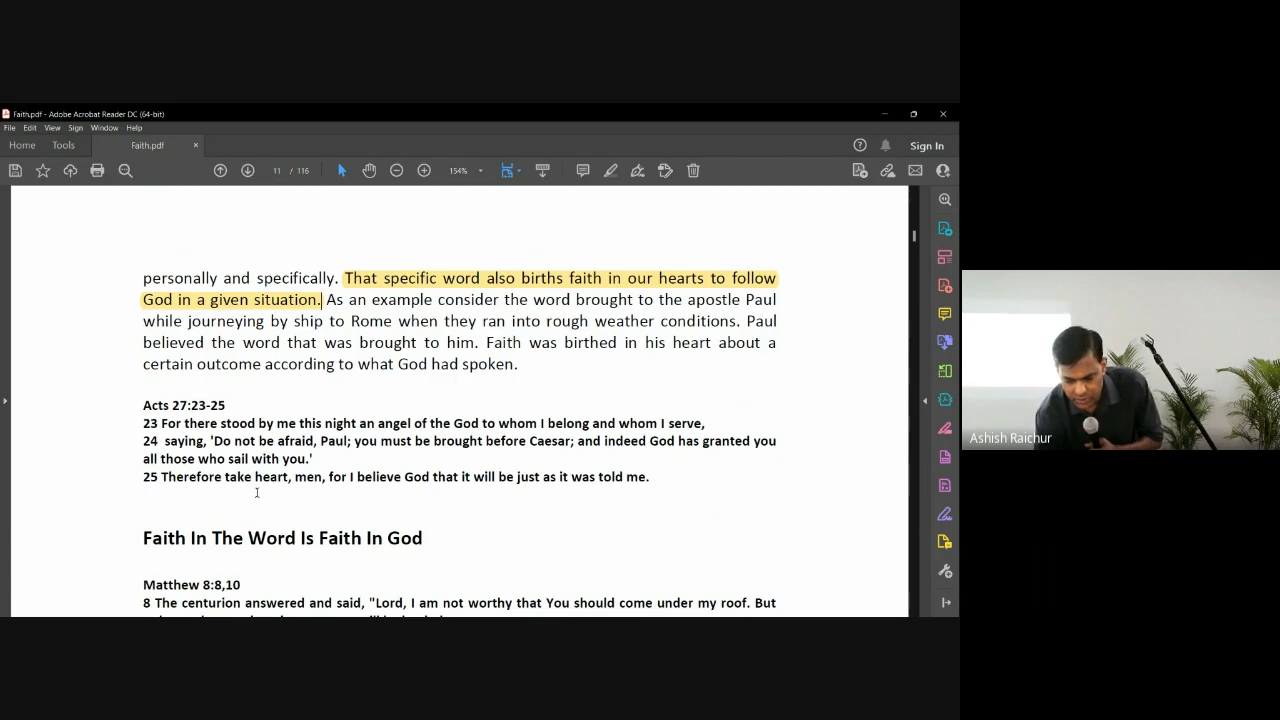 Faith.pdf - Adobe Acrobat Reader DC (64-bit)
File Edit View Sign Window Help
Home Tools Faith.pdf × Sign In
11 / 116 154%
personally and specifically. That specific word also births faith in our hearts to follow
God in a given situation. As an example consider the word brought to the apostle Paul
while journeying by ship to Rome when they ran into rough weather conditions. Paul
believed the word that was brought to him. Faith was birthed in his heart about a
certain outcome according to what God had spoken.
Acts 27:23-25
23 For there stood by me this night an angel of the God to whom I belong and whom I serve,
24 saying, 'Do not be afraid, Paul; you must be brought before Caesar; and indeed God has granted you
all those who sail with you.'
25 Therefore take heart, men, for I believe God that it will be just as it was told me.
Faith In The Word Is Faith In God
Matthew 8:8,10
8 The centurion answered and said, "Lord, I am not worthy that You should come under my roof. But
Ashish Raichur